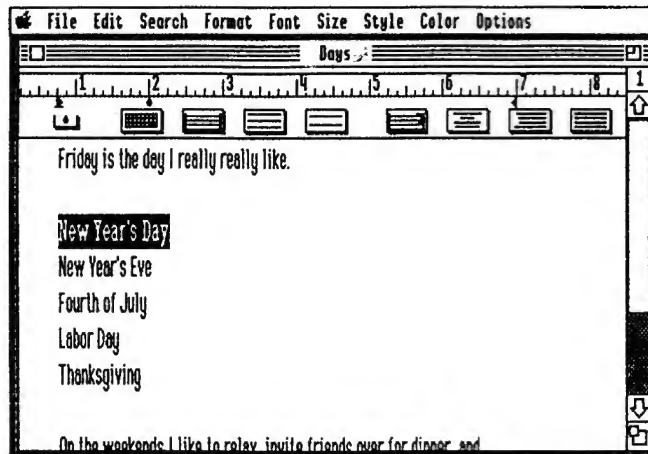 File Edit Search Format Font Size Style Color Options
Days
1 2 3 4 5 6 7 8 1
Friday is the day I really really like.
New Year's Day
New Year's Eve
Fourth of July
Labor Day
Thanksgiving
On the weekends I like to relax, invite friends over for dinner, and